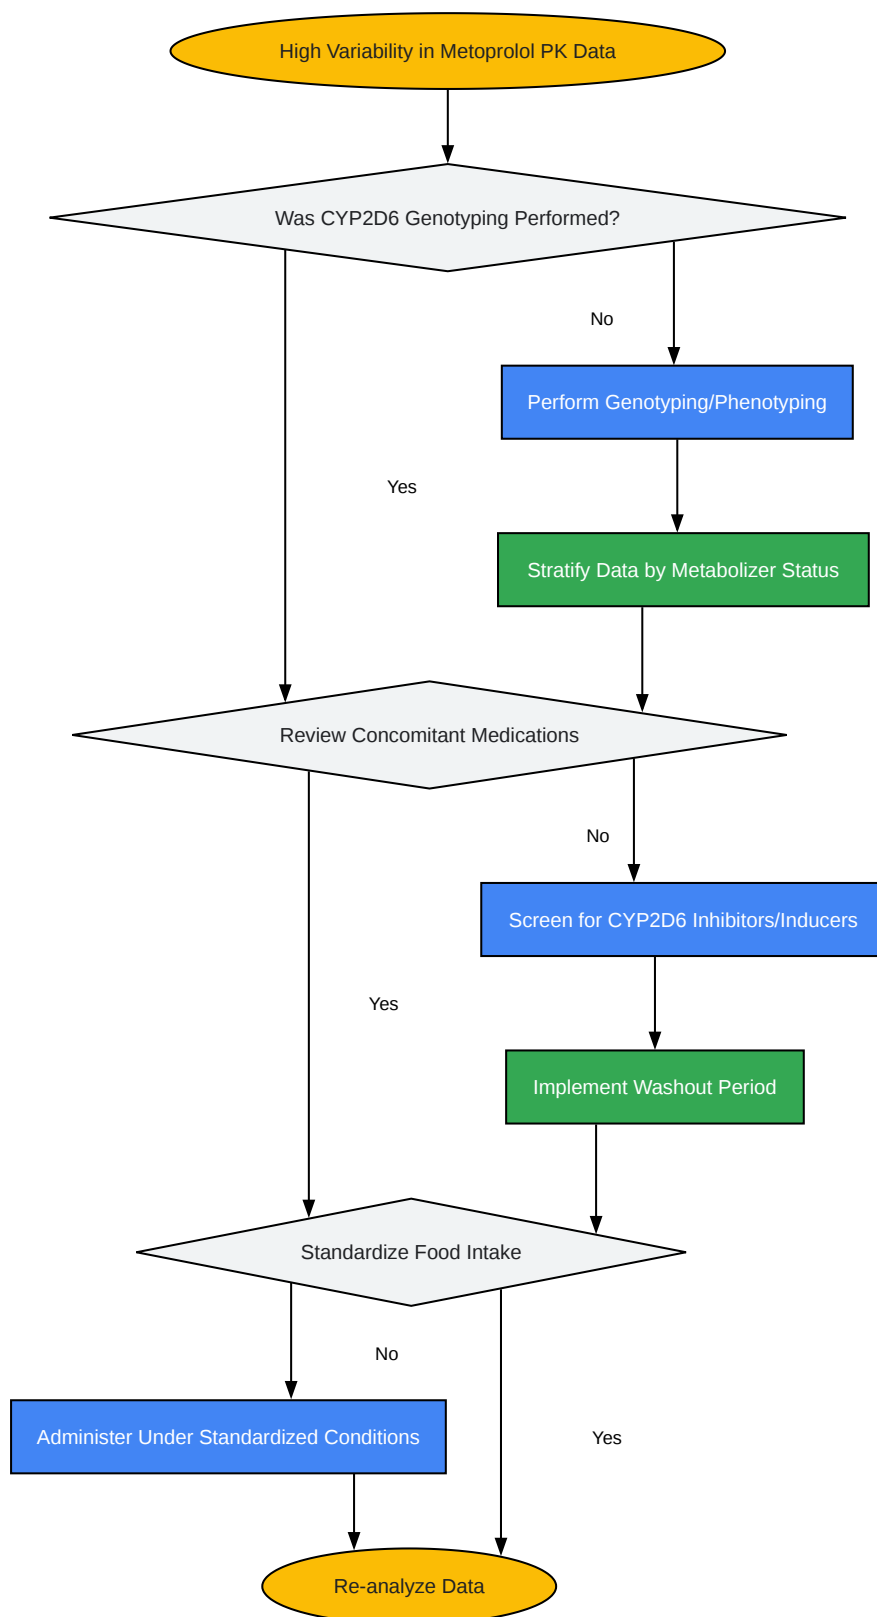 High Variability in Metoprolol PK Data
Was CYP2D6 Genotyping Performed?
No
Perform Genotyping/Phenotyping
Yes
Stratify Data by Metabolizer Status
Review Concomitant Medications
No
Screen for CYP2D6 Inhibitors/Inducers
Yes
Implement Washout Period
Standardize Food Intake
No
Administer Under Standardized Conditions
Yes
Re-analyze Data